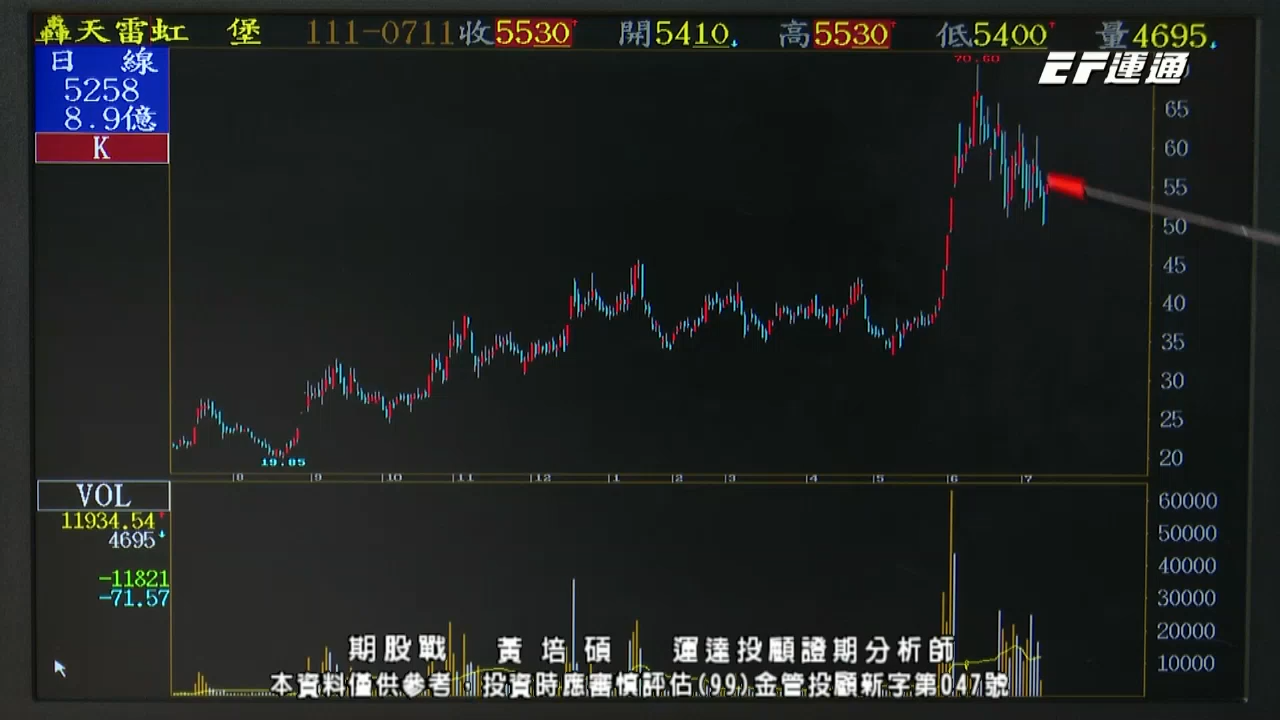 轟天雷虹 堡 111-0711 收5530 開5410 高5530 低5400 量4695
日 線
5258
8.9億
K
EF運通
70.60
65
60
55
50
45
40
35
30
25
20
19.85
8 9 10 11 12 1 2 3 4 5 6 7
VOL
11934.54
4695
-11821
-71.57
60000
50000
40000
30000
20000
10000
期股戰 黃培碩 運達投顧證期分析師
本資料僅供參考，投資時應審慎評估(99)金管投顧新字第047號